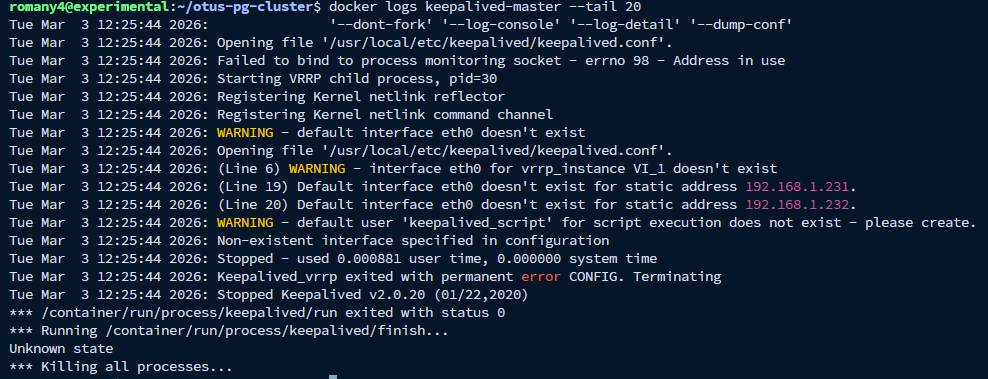 romany4@experimental:~/otus-pg-cluster$ docker logs keepalived-master --tail 20
Tue Mar  3 12:25:44 2026:               '--dont-fork' '--log-console' '--log-detail' '--dump-conf'
Tue Mar  3 12:25:44 2026: Opening file '/usr/local/etc/keepalived/keepalived.conf'.
Tue Mar  3 12:25:44 2026: Failed to bind to process monitoring socket - errno 98 - Address in use
Tue Mar  3 12:25:44 2026: Starting VRRP child process, pid=30
Tue Mar  3 12:25:44 2026: Registering Kernel netlink reflector
Tue Mar  3 12:25:44 2026: Registering Kernel netlink command channel
Tue Mar  3 12:25:44 2026: WARNING - default interface eth0 doesn't exist
Tue Mar  3 12:25:44 2026: Opening file '/usr/local/etc/keepalived/keepalived.conf'.
Tue Mar  3 12:25:44 2026: (Line 6) WARNING - interface eth0 for vrrp_instance VI_1 doesn't exist
Tue Mar  3 12:25:44 2026: (Line 19) Default interface eth0 doesn't exist for static address 192.168.1.231.
Tue Mar  3 12:25:44 2026: (Line 20) Default interface eth0 doesn't exist for static address 192.168.1.232.
Tue Mar  3 12:25:44 2026: WARNING - default user 'keepalived_script' for script execution does not exist - please create.
Tue Mar  3 12:25:44 2026: Non-existent interface specified in configuration
Tue Mar  3 12:25:44 2026: Stopped - used 0.000881 user time, 0.000000 system time
Tue Mar  3 12:25:44 2026: Keepalived_vrrp exited with permanent error CONFIG. Terminating
Tue Mar  3 12:25:44 2026: Stopped Keepalived v2.0.20 (01/22,2020)
*** /container/run/process/keepalived/run exited with status 0
*** Running /container/run/process/keepalived/finish...
Unknown state
*** Killing all processes...